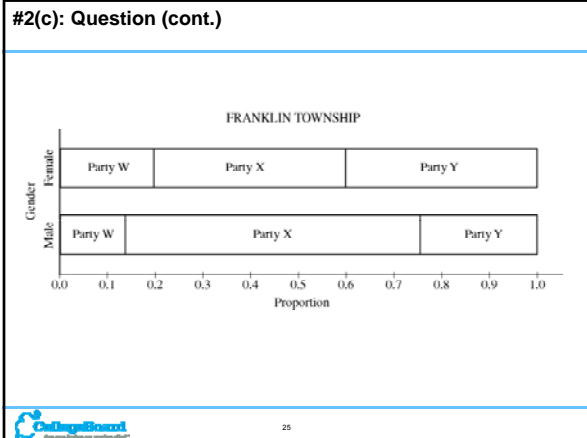 #2(c): Question (cont.)
FRANKLIN TOWNSHIP
Gender
Female
Party W Party X Party Y
Male
Party W Party X Party Y
0.0 0.1 0.2 0.3 0.4 0.5 0.6 0.7 0.8 0.9 1.0
Proportion
CollegeBoard
25